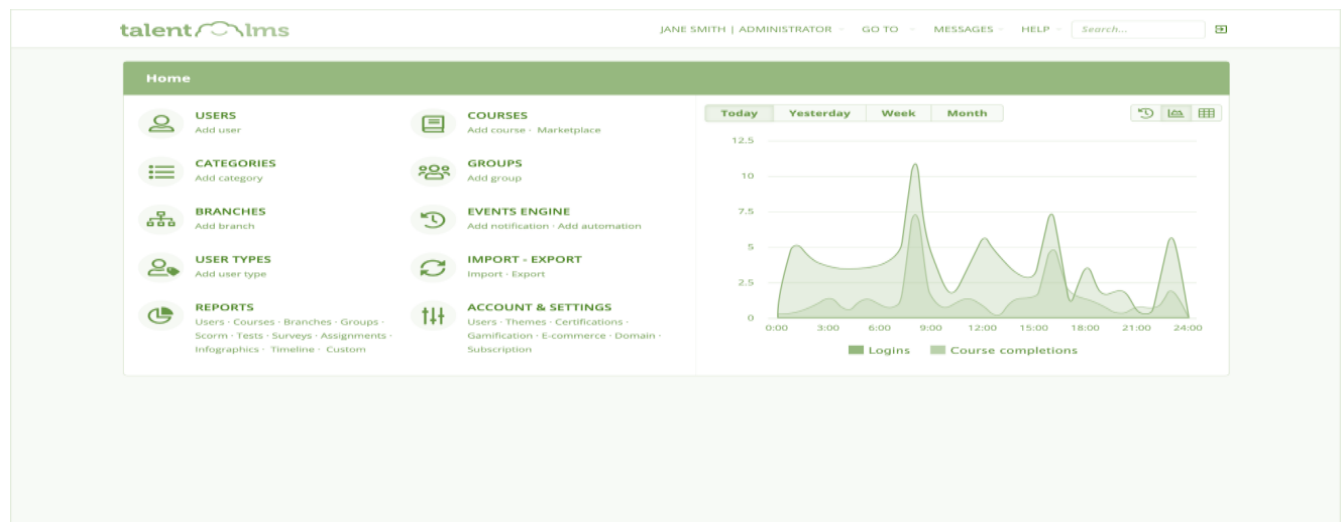 talentlms
JANE SMITH | ADMINISTRATOR GO TO MESSAGES HELP Search...
Home
USERS
Add user
COURSES
Add course · Marketplace
CATEGORIES
Add category
GROUPS
Add group
BRANCHES
Add branch
EVENTS ENGINE
Add notification · Add automation
USER TYPES
Add user type
IMPORT - EXPORT
Import · Export
REPORTS
Users · Courses · Branches · Groups ·
Scorm · Tests · Surveys · Assignments ·
Infographics · Timeline · Custom
ACCOUNT & SETTINGS
Users · Themes · Certifications ·
Gamification · E-commerce · Domain ·
Subscription
Today Yesterday Week Month
12.5
10
7.5
5
2.5
0
0:00 3:00 6:00 9:00 12:00 15:00 18:00 21:00 24:00
Logins Course completions